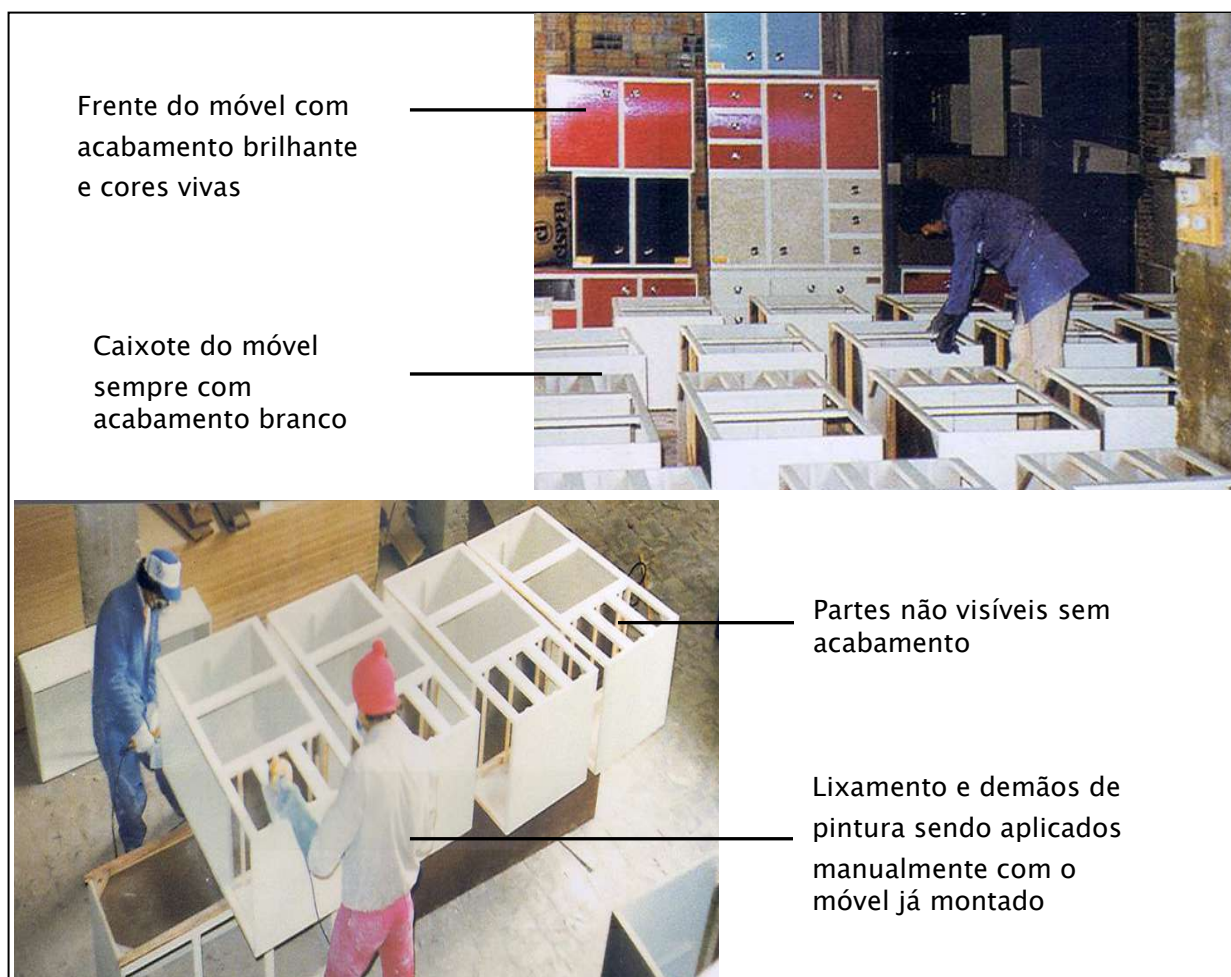 Frente do móvel com
acabamento brilhante
e cores vivas
Caixote do móvel
sempre com
acabamento branco
Partes não visíveis sem
acabamento
Lixamento e demãos de
pintura sendo aplicados
manualmente com o
móvel já montado